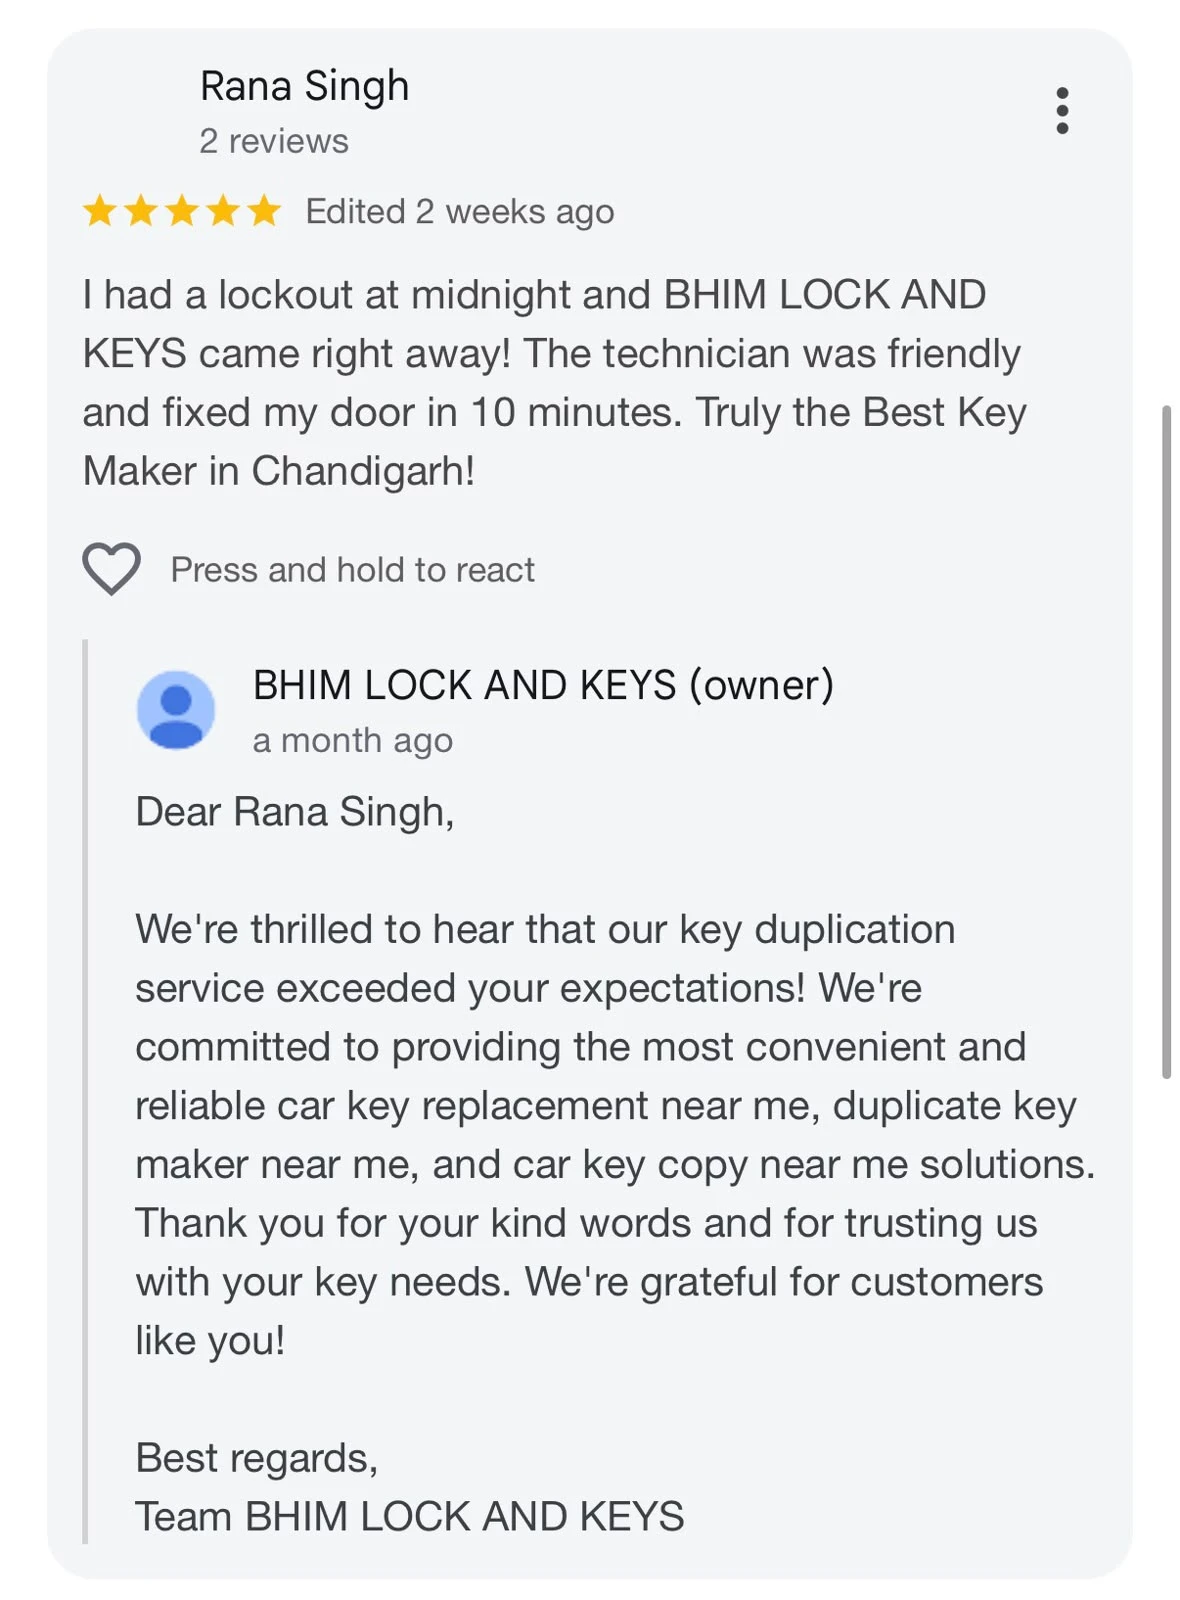 Rana Singh
2 reviews
Edited 2 weeks ago
I had a lockout at midnight and BHIM LOCK AND
KEYS came right away! The technician was friendly
and fixed my door in 10 minutes. Truly the Best Key
Maker in Chandigarh!
Press and hold to react
BHIM LOCK AND KEYS (owner)
a month ago
Dear Rana Singh,
We're thrilled to hear that our key duplication
service exceeded your expectations! We're
committed to providing the most convenient and
reliable car key replacement near me, duplicate key
maker near me, and car key copy near me solutions.
Thank you for your kind words and for trusting us
with your key needs. We're grateful for customers
like you!
Best regards,
Team BHIM LOCK AND KEYS